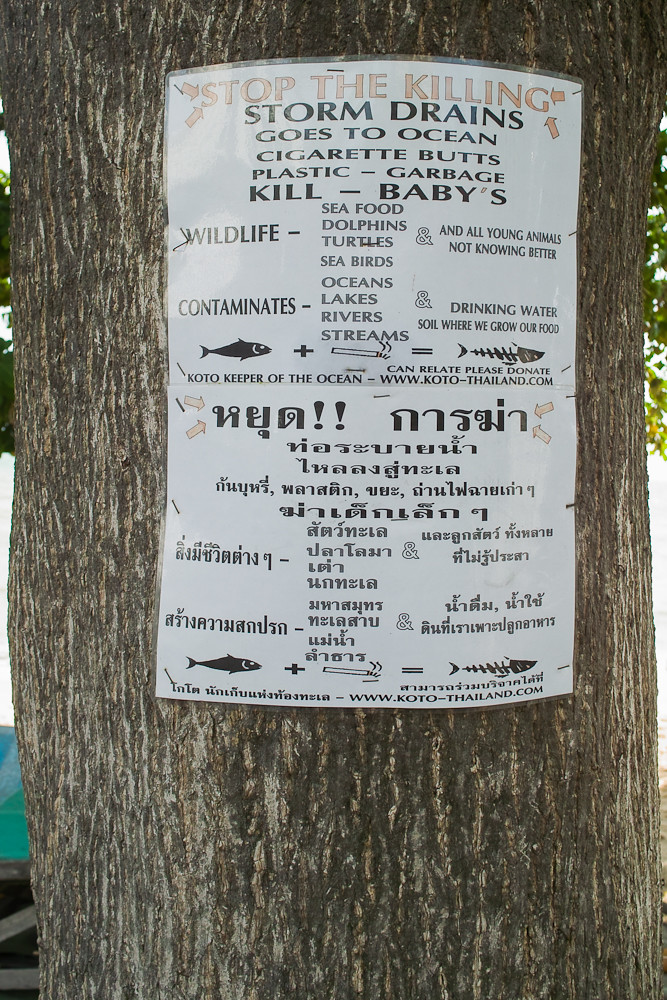 STOP THE KILLING
STORM DRAINS
GOES TO OCEAN
CIGARETTE BUTTS
PLASTIC – GARBAGE
KILL – BABY'S
WILDLIFE –
SEA FOOD
DOLPHINS
TURTLES
SEA BIRDS
& AND ALL YOUNG ANIMALS
NOT KNOWING BETTER
CONTAMINATES –
OCEANS
LAKES
RIVERS
STREAMS
& DRINKING WATER
SOIL WHERE WE GROW OUR FOOD
+ =
CAN RELATE PLEASE DONATE
KOTO KEEPER OF THE OCEAN – WWW.KOTO-THAILAND.COM
หยุด!! การฆ่า
ท่อระบายน้ำ
ไหลลงสู่ทะเล
ก้นบุหรี่, พลาสติก, ขยะ, ถ่านไฟฉายเก่าๆ
ฆ่าเด็กเล็กๆ
สิ่งมีชีวิตต่างๆ –
สัตว์ทะเล
ปลาโลมา
เต่า
นกทะเล
& และลูกสัตว์ ทั้งหลาย
ที่ไม่รู้ประสา
สร้างความสกปรก –
มหาสมุทร
ทะเลสาบ
แม่น้ำ
ลำธาร
& น้ำดื่ม, น้ำใช้
ดินที่เราเพาะปลูกอาหาร
+ =
สามารถร่วมบริจาคได้ที่
โกโต นักเก็บแห่งท้องทะเล – WWW.KOTO-THAILAND.COM